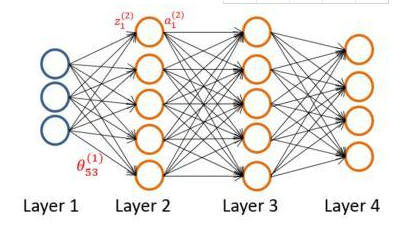 z₁⁽²⁾ a₁⁽²⁾
θ₅₃⁽¹⁾
Layer 1 Layer 2 Layer 3 Layer 4